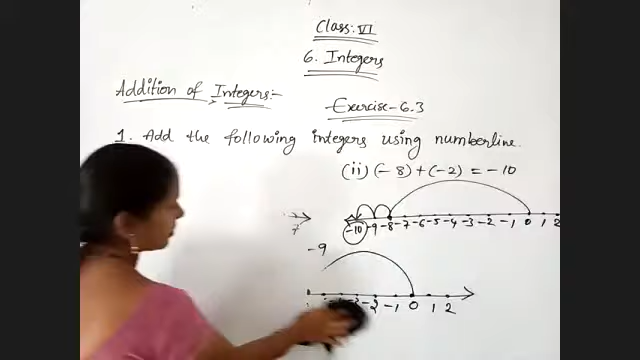 Class: VI
6. Integers
Addition of Integers:-
Exercise-6.3
1. Add the following integers using numberline.
(ii) (-8) + (-2) = -10
7
-10 -9 -8 -7 -6 -5 -4 -3 -2 -1 0 1 2
-9
-2 -1 0 1 2